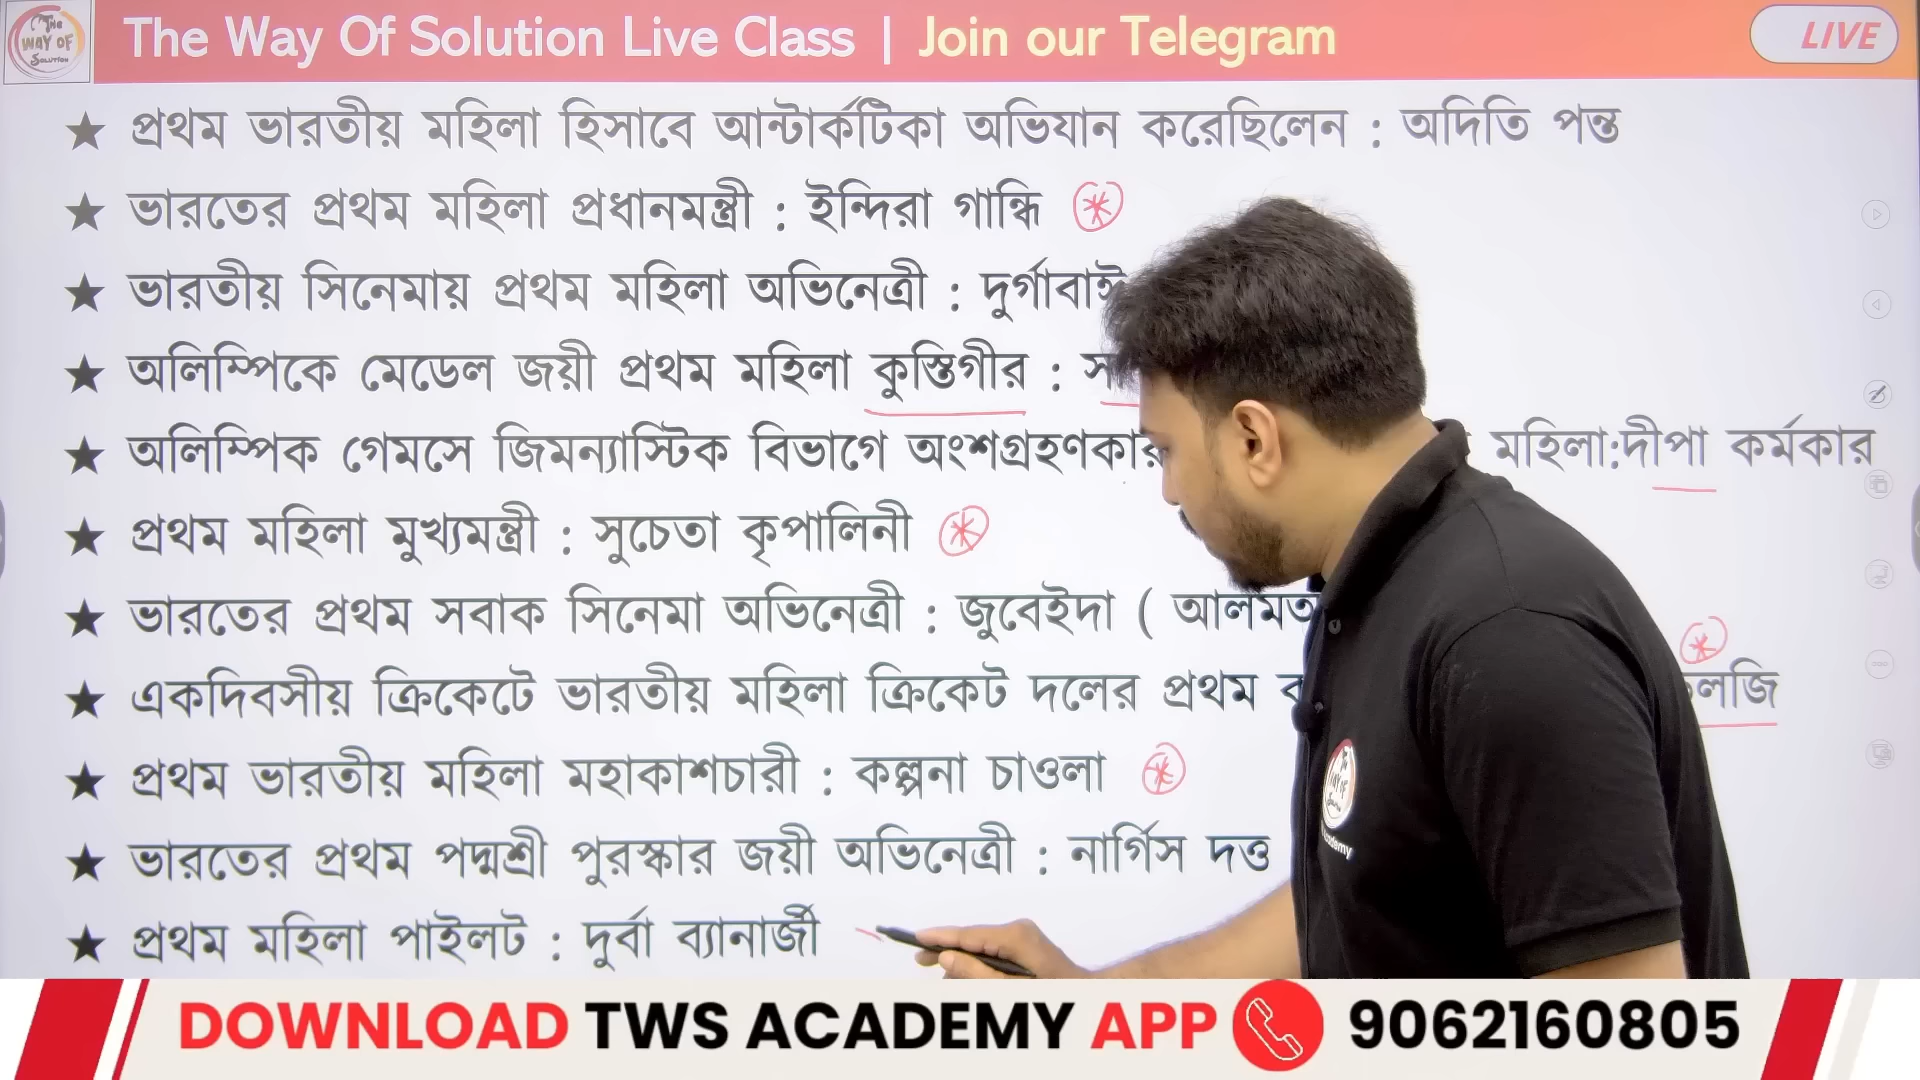 The WAY OF SOLUTION
The Way Of Solution Live Class | Join our Telegram
LIVE
★ প্রথম ভারতীয় মহিলা হিসাবে আন্টার্কটিকা অভিযান করেছিলেন : অদিতি পন্ত
★ ভারতের প্রথম মহিলা প্রধানমন্ত্রী : ইন্দিরা গান্ধি
★ ভারতীয় সিনেমায় প্রথম মহিলা অভিনেত্রী : দুর্গাবাই
★ অলিম্পিকে মেডেল জয়ী প্রথম মহিলা কুস্তিগীর :
★ অলিম্পিক গেমসে জিমন্যাস্টিক বিভাগে মহিলা:দীপা কর্মকার
★ প্রথম মহিলা মুখ্যমন্ত্রী : সুচেতা কৃপালিনী
★ ভারতের প্রথম সবাক সিনেমা অভিনেত্রী : জুবেইদা (
★ একদিবসীয় ক্রিকেটে ভারতীয় মহিলা ক্রিকেট দলের প্রথম
★ প্রথম ভারতীয় মহিলা মহাকাশচারী : কল্পনা চাওলা
★ ভারতের প্রথম পদ্মশ্রী পুরস্কার জয়ী অভিনেত্রী : নার্গিস দত্ত
★ প্রথম মহিলা পাইলট : দুর্বা ব্যানার্জী
DOWNLOAD TWS ACADEMY APP 9062160805